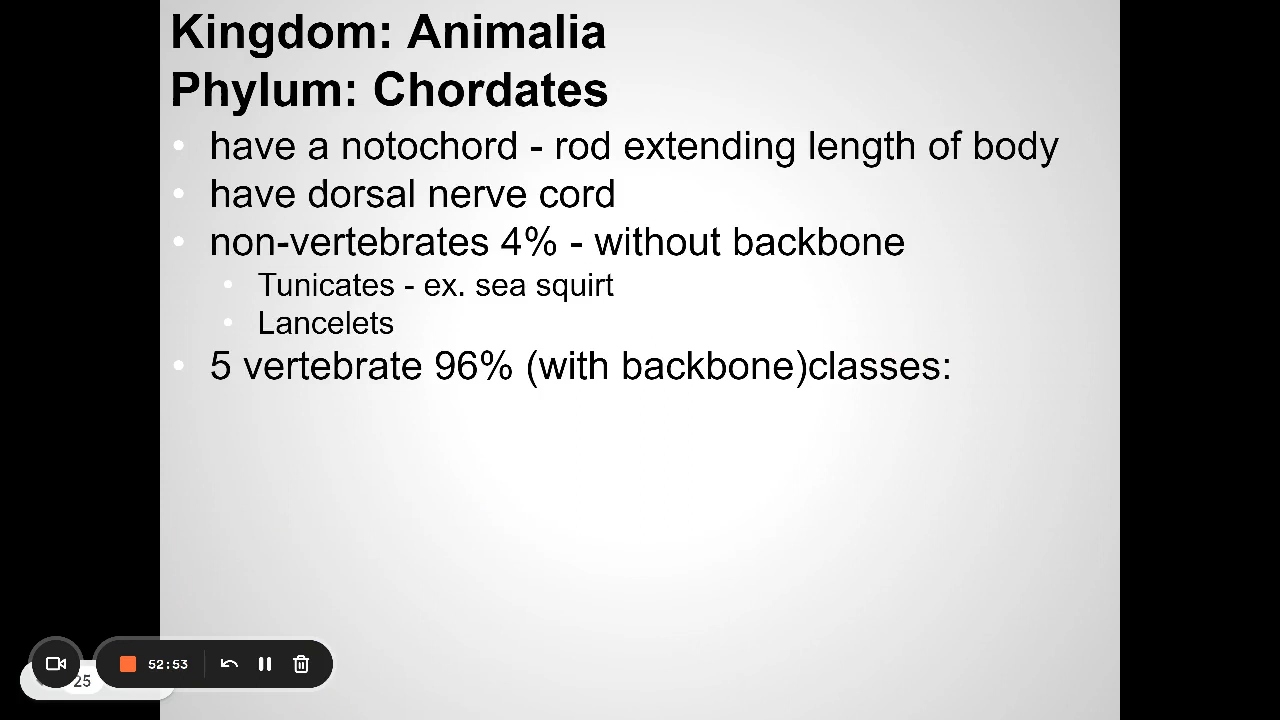 Kingdom: Animalia
Phylum: Chordates
• have a notochord - rod extending length of body
• have dorsal nerve cord
• non-vertebrates 4% - without backbone
• Tunicates - ex. sea squirt
• Lancelets
• 5 vertebrate 96% (with backbone)classes:
52:53
25